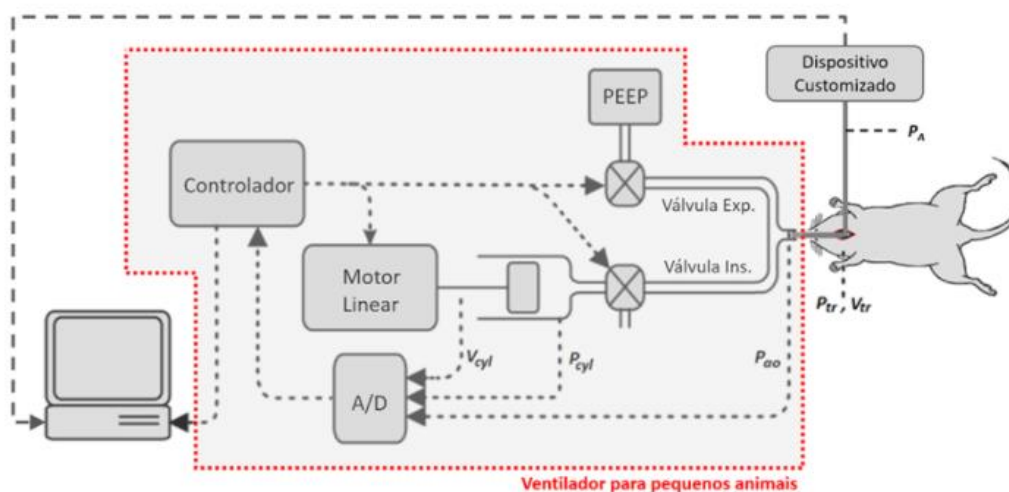 Dispositivo
Customizado
PEEP
P_A
Controlador
Válvula Exp.
Motor
Linear
Válvula Ins.
P_tr , V_tr
V_cyl
P_cyl
P_ao
A/D
Ventilador para pequenos animais